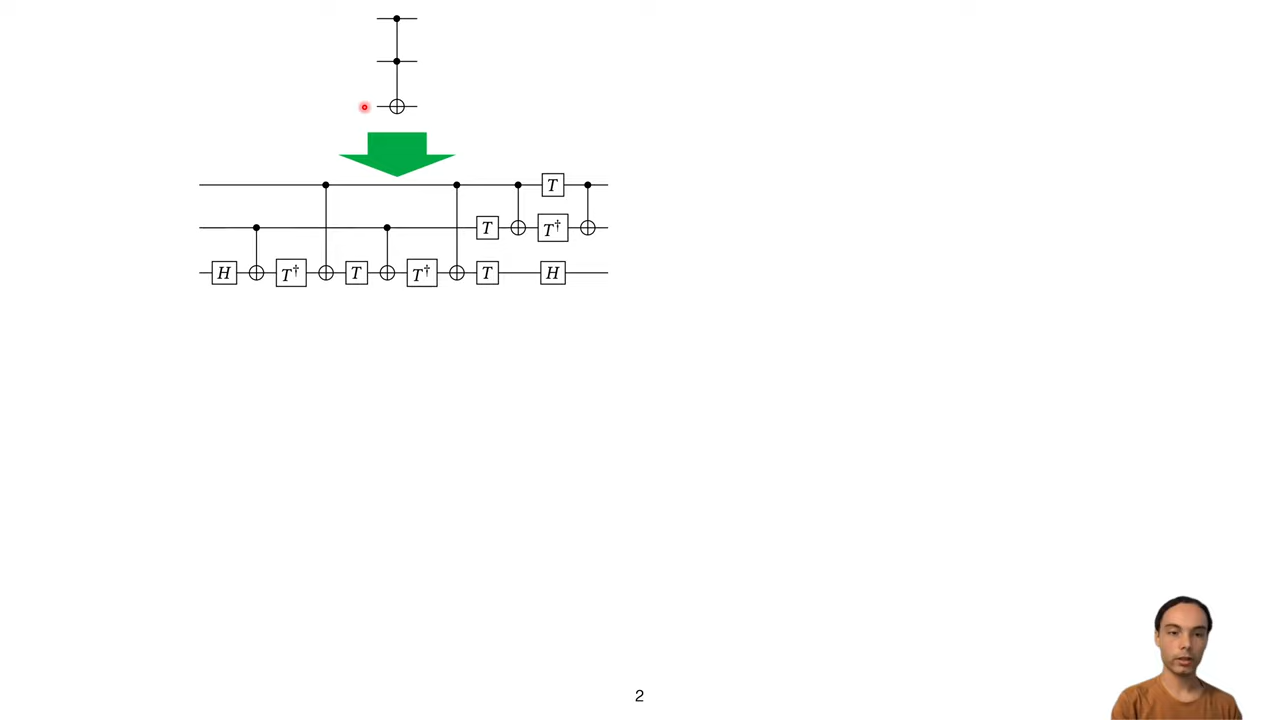 T
T T†
H T† T T† T H
2